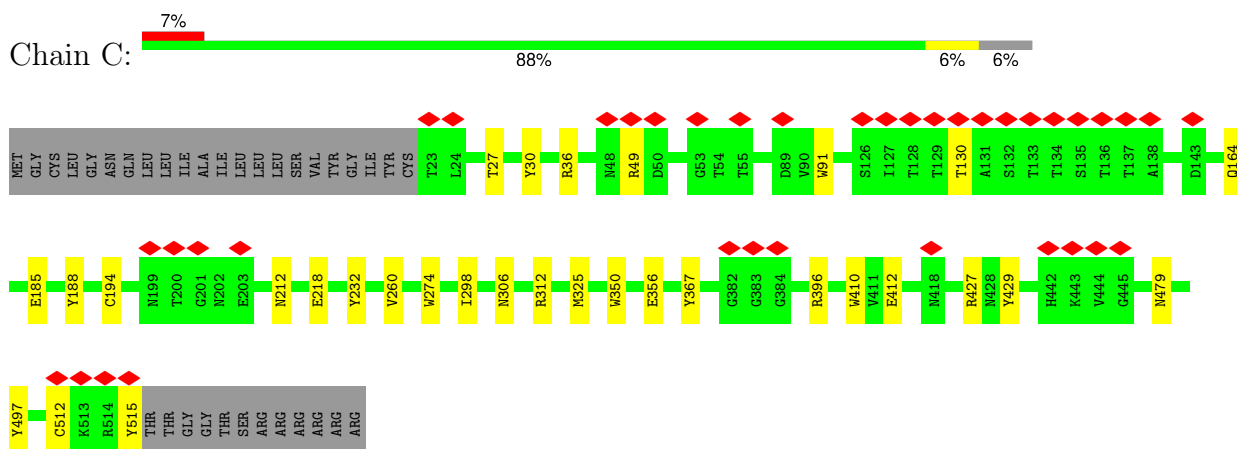 7%
Chain C:
88% 6% 6%
MET GLY CYS LEU GLY ASN GLN LEU LEU ILE ALA ILE LEU LEU LEU SER VAL TYR GLY ILE TYR CYS T23 L24 T27 Y30 R36 N48 R49 D50 G53 T54 T55 D89 V90 W91 S126 I127 T128 T129 T130 A131 S132 T133 T134 S135 T136 T137 A138 D143 Q164
E185 Y188 C194 N199 T200 G201 N202 E203 N212 E218 Y232 V260 W274 I298 N306 R312 M325 W350 E356 Y367 G382 G383 G384 R396 W410 V411 E412 N418 R427 N428 Y429 H442 K443 V444 G445 N479
Y497 C512 K513 R514 Y515 THR THR GLY GLY THR SER ARG ARG ARG ARG ARG ARG